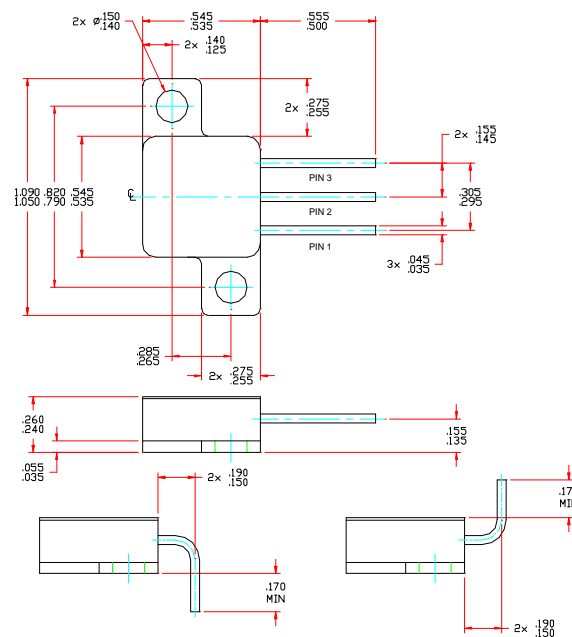 2x ⌀.150 .545 .555
.140 .535 .500
2x .140
.125
2x .275
.255
2x .155
.145
PIN 3
1.090 .820 .545
1.050 .790 .535
℄
PIN 2
.305
.295
PIN 1
3x .045
.035
.285
.265
2x .275
.255
.260
.240
.155
.135
.055
.035
2x .190
.150
.170
MIN
2x .190
.150